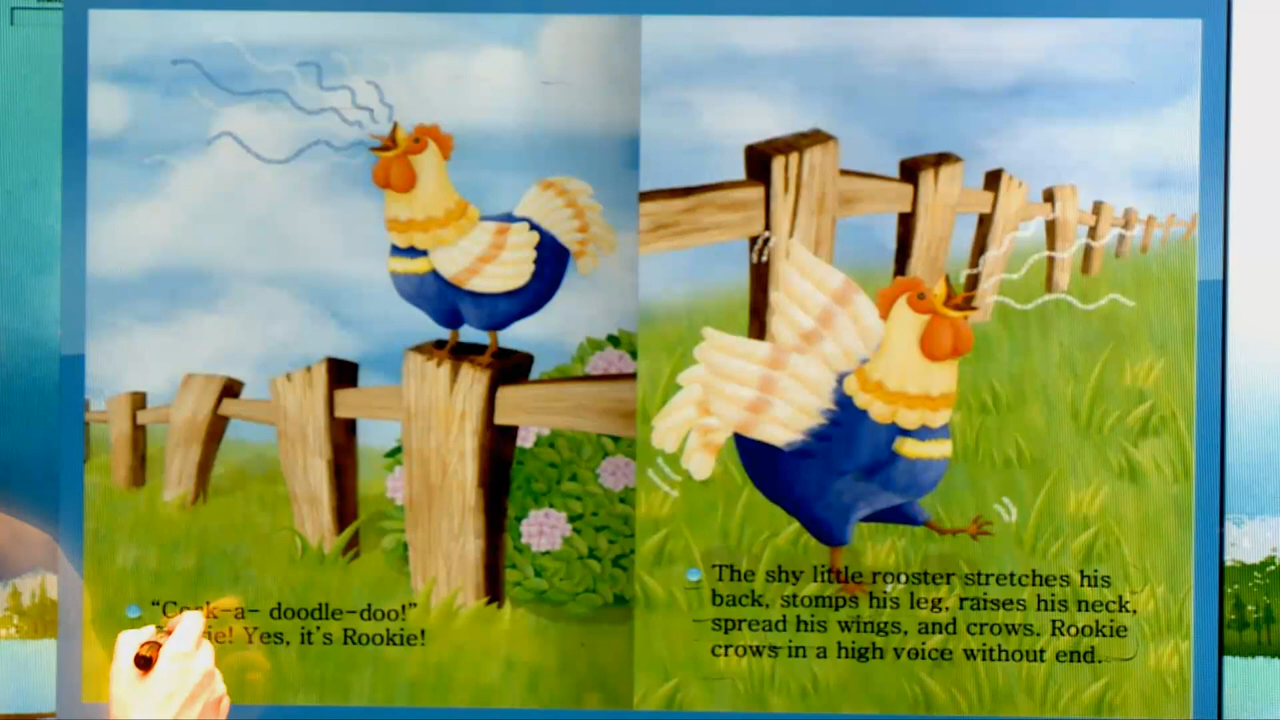 "Cock-a- doodle-doo!"
ie! Yes, it's Rookie!
The shy little rooster stretches his
back, stomps his leg, raises his neck,
spread his wings, and crows. Rookie
crows in a high voice without end.